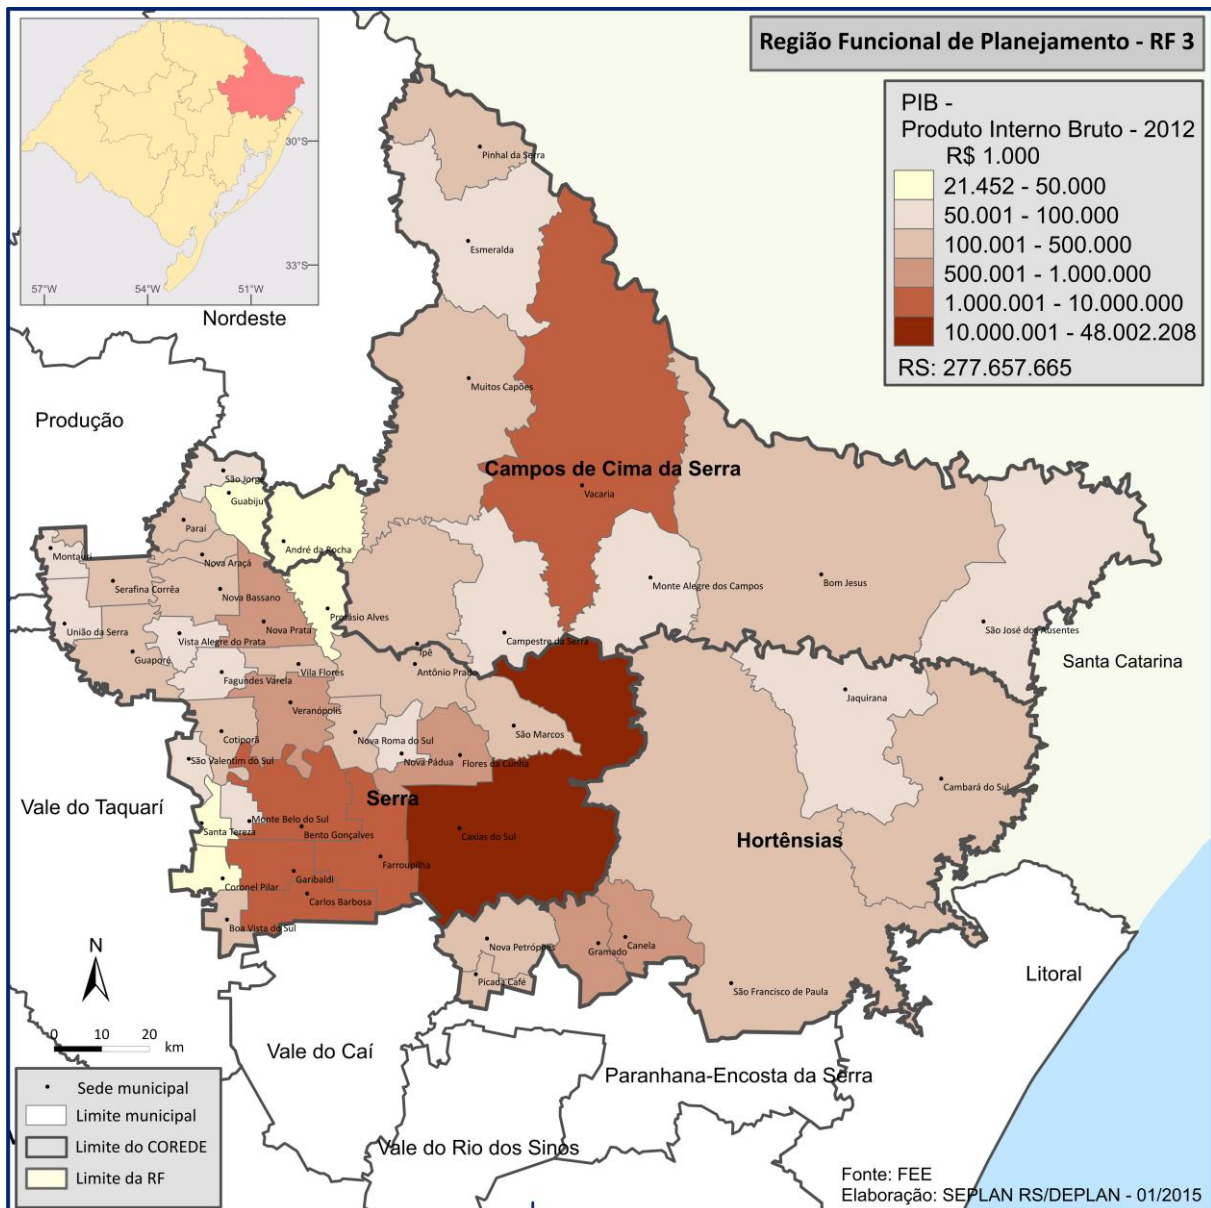 Região Funcional de Planejamento - RF 3
PIB -
Produto Interno Bruto - 2012
R$ 1.000
21.452 - 50.000
50.001 - 100.000
100.001 - 500.000
500.001 - 1.000.000
1.000.001 - 10.000.000
10.000.001 - 48.002.208
RS: 277.657.665
30°S
33°S
57°W
54°W
51°W
Nordeste
Produção
Pinhal da Serra
Esmeralda
Muitos Capões
Campos de Cima da Serra
Vacaria
São Jorge
Guabiju
Paraí
André da Rocha
Montauri
Nova Araçá
Serafina Corrêa
Nova Bassano
Monte Alegre dos Campos
Bom Jesus
Protásio Alves
União da Serra
Nova Prata
Vista Alegre do Prata
Campestre da Serra
São José dos Ausentes
Guaporé
Ipê
Santa Catarina
Fagundes Varela
Vila Flores
Antônio Prado
Jaquirana
Veranópolis
São Marcos
Cotiporã
Nova Roma do Sul
São Valentim do Sul
Nova Pádua
Flores da Cunha
Cambará do Sul
Vale do Taquarí
Serra
Santa Tereza
Monte Belo do Sul
Bento Gonçalves
Caxias do Sul
Hortênsias
Farroupilha
Coronel Pilar
Garibaldi
Carlos Barbosa
Boa Vista do Sul
Nova Petrópolis
Gramado
Canela
Picada Café
São Francisco de Paula
Litoral
N
0 10 20
km
Vale do Caí
Paranhana-Encosta da Serra
Vale do Rio dos Sinos
Sede municipal
Limite municipal
Limite do COREDE
Limite da RF
Fonte: FEE
Elaboração: SEPLAN RS/DEPLAN - 01/2015